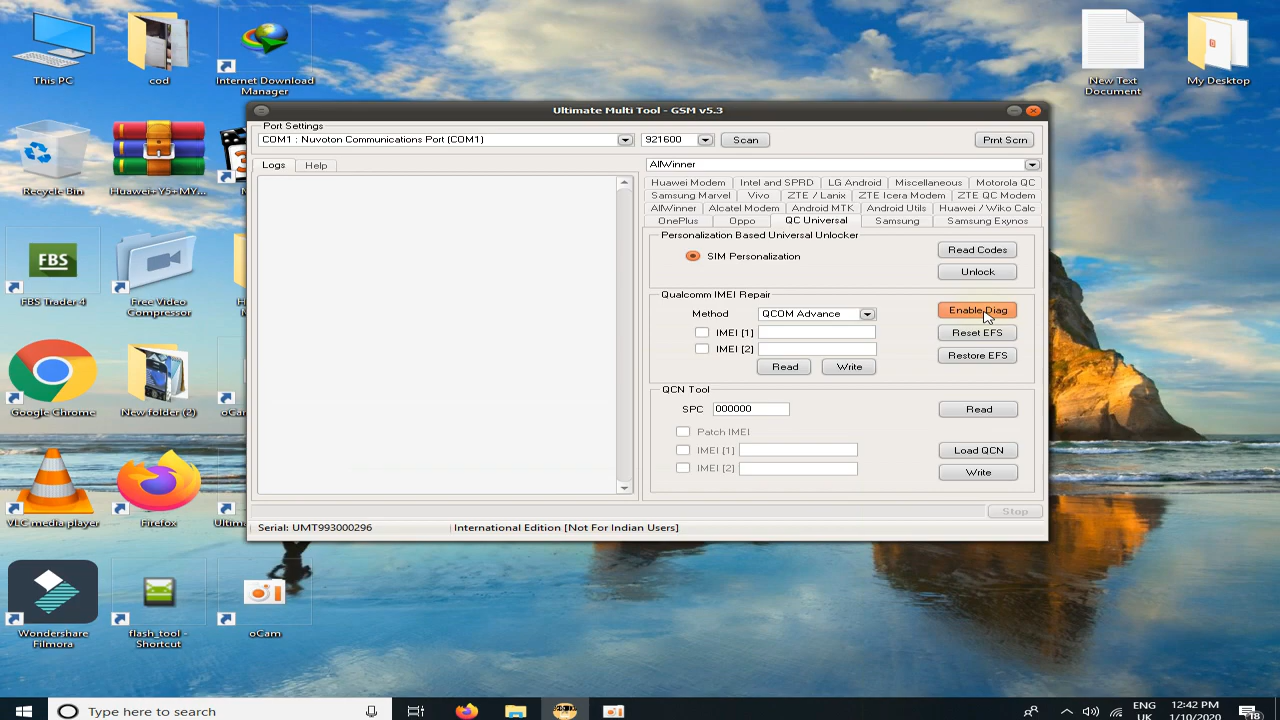 This PC
cod
Internet Download
Manager
New Text
Document
My Desktop
Recycle Bin
Huawei+Y5+MY...
FBS
FBS Trader 4
Free Video
Compressor
Google Chrome
New folder (2)
VLC media player
Firefox
Wondershare
Filmora
flash_tool -
Shortcut
oCam
Ultimate Multi Tool - GSM v5.3
Port Settings
COM1 : Nuvoton Communications Port (COM1)
921600
Scan
Prnt Scrn
Logs
Help
AllWinner
Huawei Modem
Intel and SPRD
LG Android
Miscellaneous
Motorola QC
Samsung Marvel
Vivo
ZTE / Lanix
ZTE Icera Modem
ZTE QC Modem
AllWinner
Alcatel Modem
Android MTK
Android Utils
Huawei / Wiko Calc
OnePlus
Oppo
QC Universal
Samsung
Samsung Exynos
Personalization Based Universal Unlocker
SIM Personalization
Read Codes
Unlock
Qualcomm IMEI Repair
Method
QCOM Advance
Enable Diag
IMEI [1]
Reset EFS
IMEI [2]
Restore EFS
Read
Write
QCN Tool
SPC
000000
Read
Patch IMEI
IMEI [1]
Load QCN
IMEI [2]
Write
Stop
Serial: UMT993000296
International Edition [Not For Indian Users]
Type here to search
ENG
UK
12:42 PM
1/10/2020
18